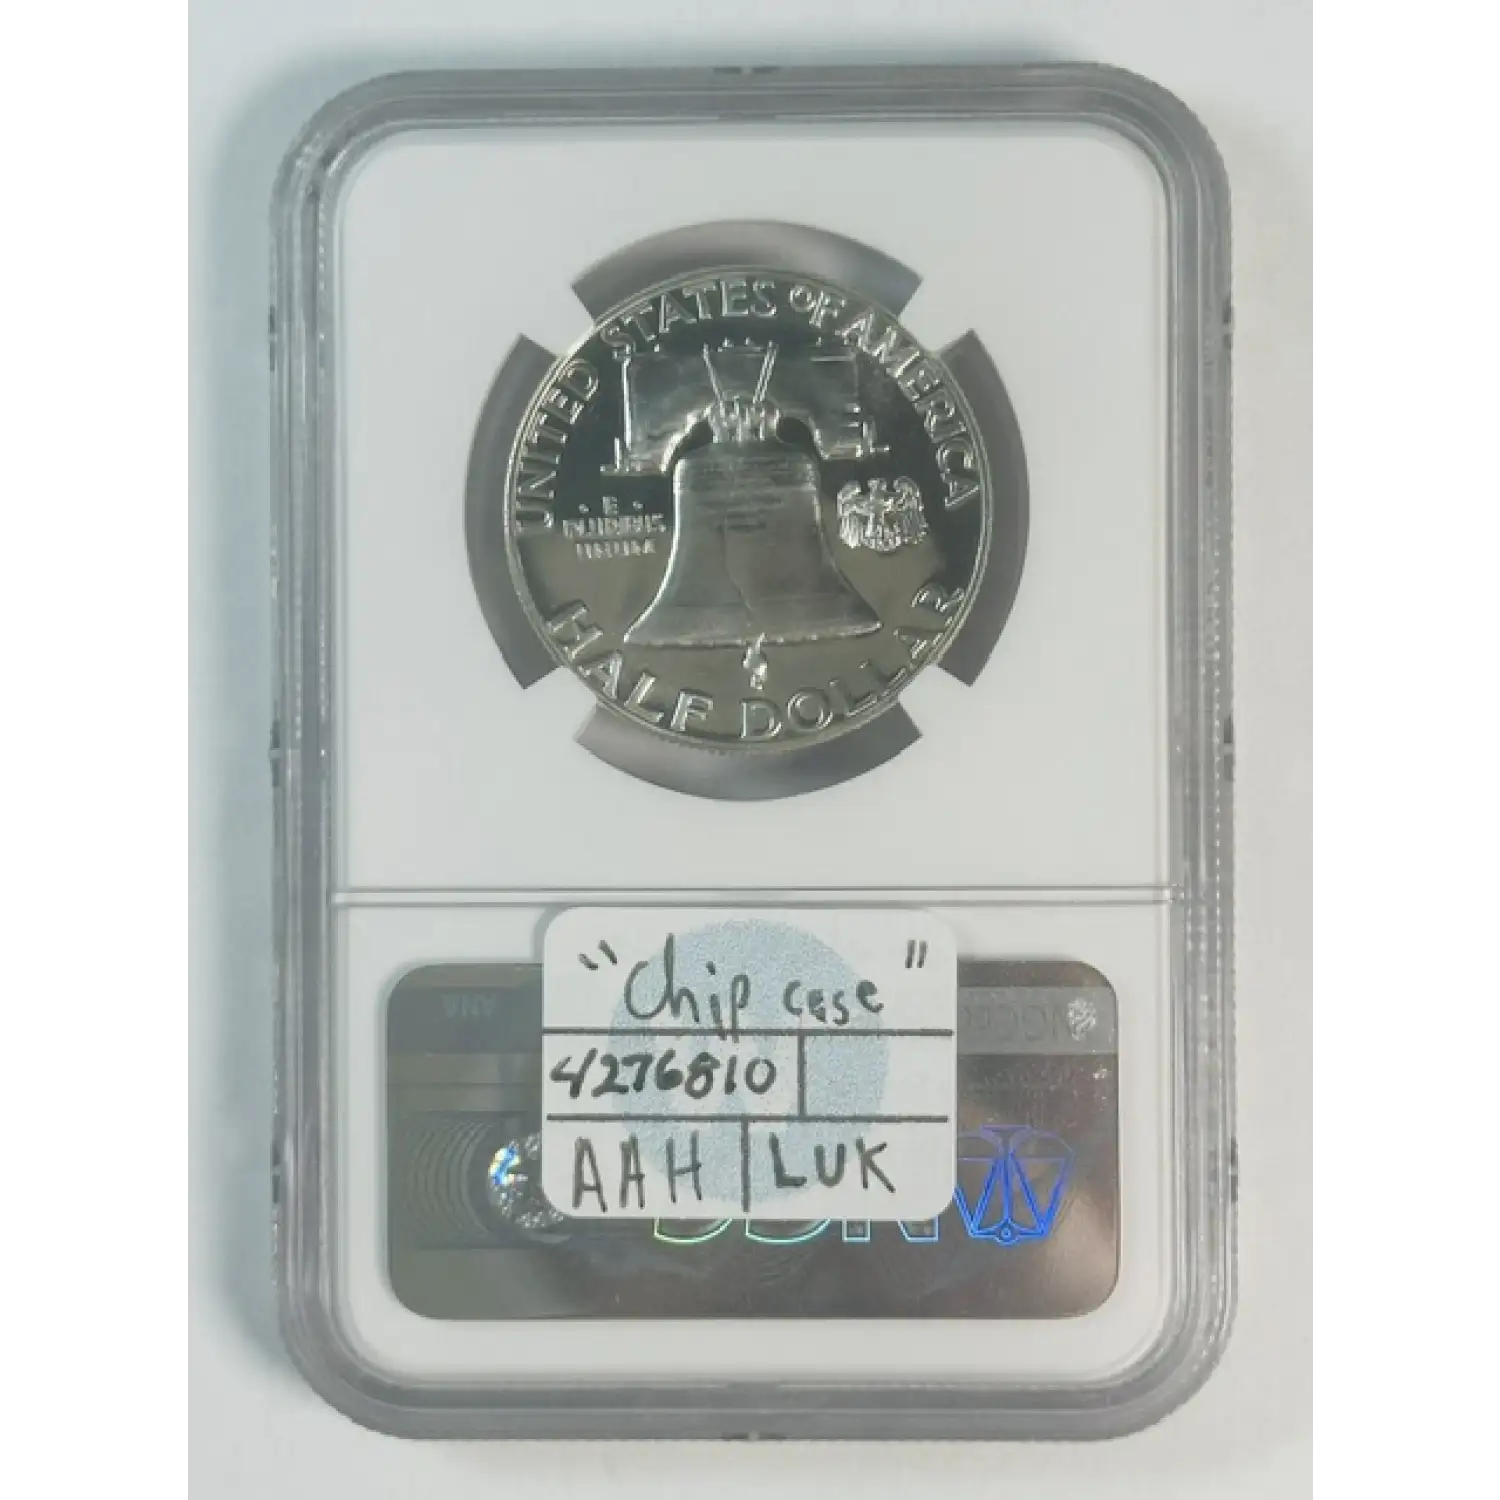 UNITED STATES OF AMERICA
· E ·
PLURIBUS
UNUM
HALF DOLLAR
"Chip case"
4276810
AAH | LUK